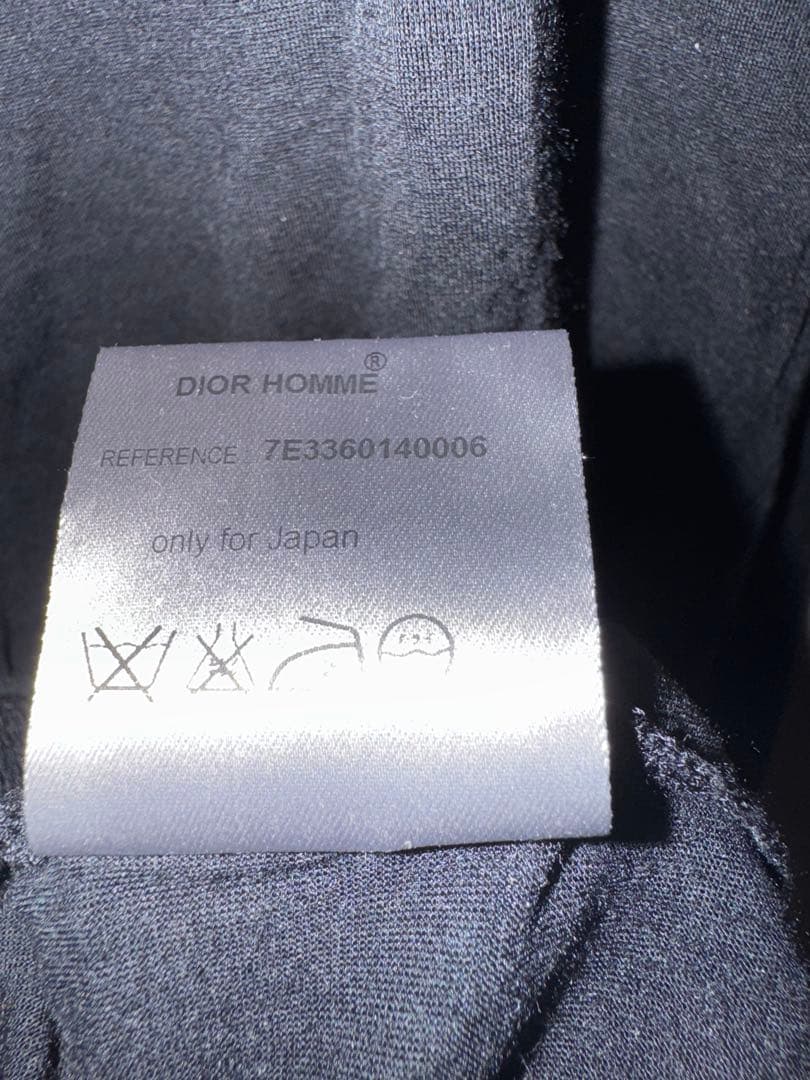 DIOR HOMME®
REFERENCE 7E3360140006
only for Japan